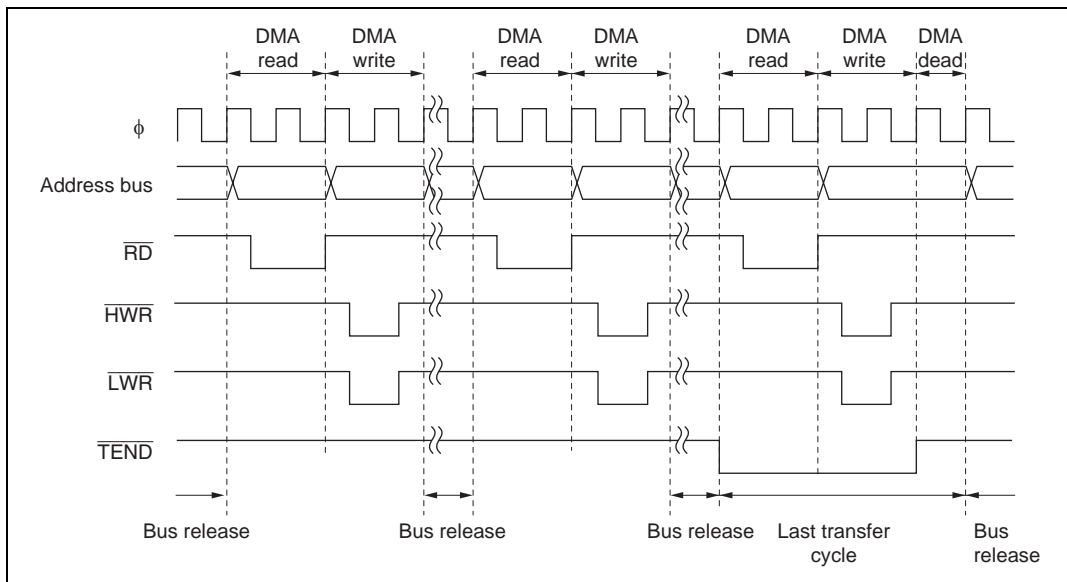 DMA DMA DMA DMA DMA DMA DMA
read write read write read write dead
ϕ
Address bus
RD
HWR
LWR
TEND
Bus release Bus release Bus release Last transfer Bus
cycle release